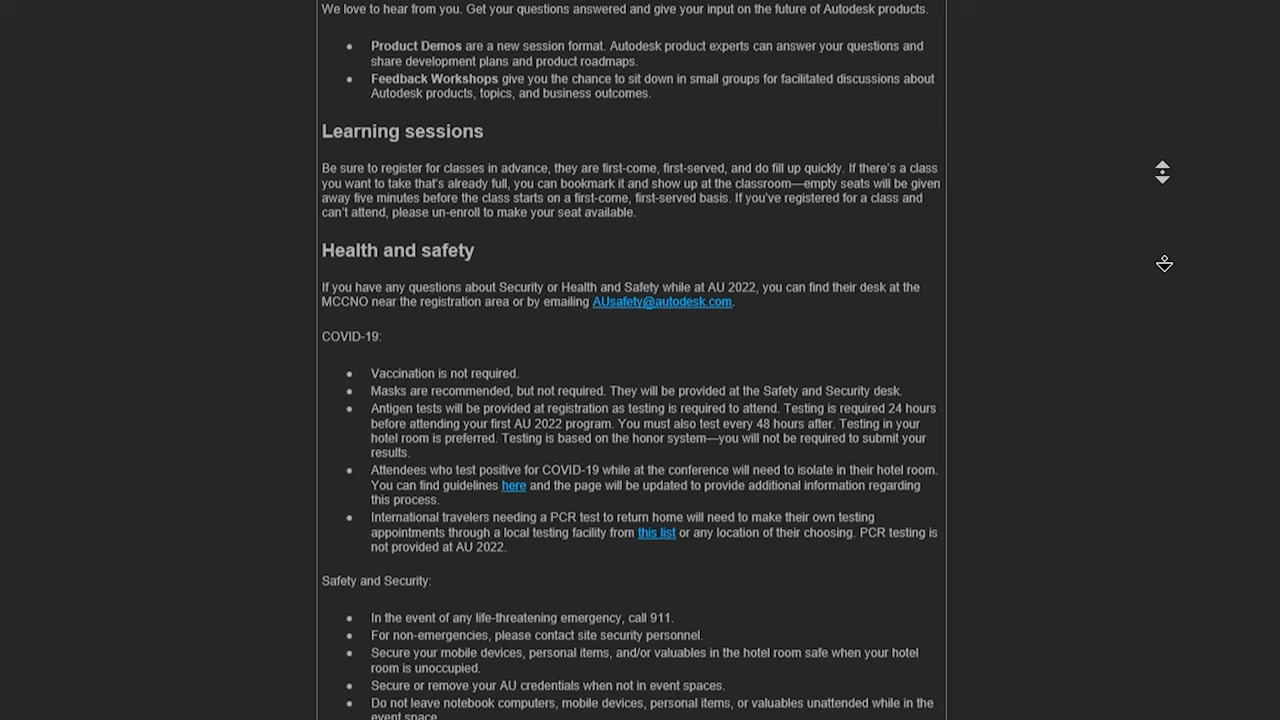 We love to hear from you. Get your questions answered and give your input on the future of Autodesk products.
• Product Demos are a new session format. Autodesk product experts can answer your questions and
share development plans and product roadmaps.
• Feedback Workshops give you the chance to sit down in small groups for facilitated discussions about
Autodesk products, topics, and business outcomes.
Learning sessions
Be sure to register for classes in advance, they are first-come, first-served, and do fill up quickly. If there's a class
you want to take that's already full, you can bookmark it and show up at the classroom—empty seats will be given
away five minutes before the class starts on a first-come, first-served basis. If you've registered for a class and
can't attend, please un-enroll to make your seat available.
Health and safety
If you have any questions about Security or Health and Safety while at AU 2022, you can find their desk at the
MCCNO near the registration area or by emailing AUsafety@autodesk.com.
COVID-19:
• Vaccination is not required.
• Masks are recommended, but not required. They will be provided at the Safety and Security desk.
• Antigen tests will be provided at registration as testing is required to attend. Testing is required 24 hours
before attending your first AU 2022 program. You must also test every 48 hours after. Testing in your
hotel room is preferred. Testing is based on the honor system—you will not be required to submit your
results.
• Attendees who test positive for COVID-19 while at the conference will need to isolate in their hotel room.
You can find guidelines here and the page will be updated to provide additional information regarding
this process.
• International travelers needing a PCR test to return home will need to make their own testing
appointments through a local testing facility from this list or any location of their choosing. PCR testing is
not provided at AU 2022.
Safety and Security:
• In the event of any life-threatening emergency, call 911.
• For non-emergencies, please contact site security personnel.
• Secure your mobile devices, personal items, and/or valuables in the hotel room safe when your hotel
room is unoccupied.
• Secure or remove your AU credentials when not in event spaces.
• Do not leave notebook computers, mobile devices, personal items, or valuables unattended while in the
event space